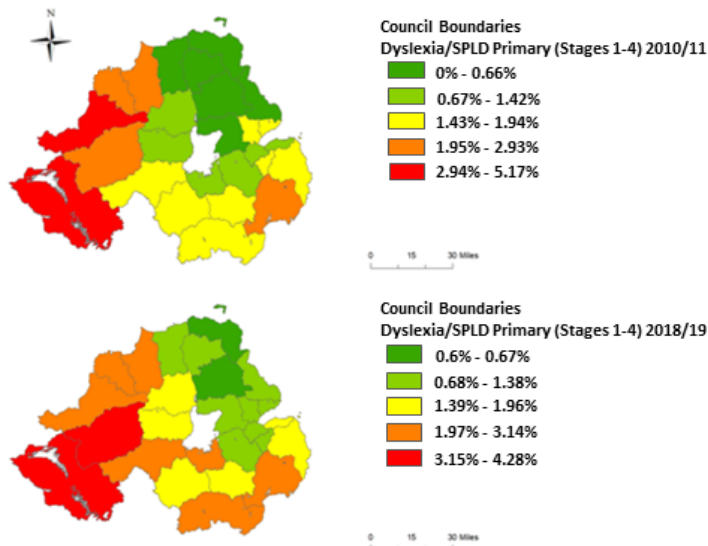 N
Council Boundaries
Dyslexia/SPLD Primary (Stages 1-4) 2010/11
0% - 0.66%
0.67% - 1.42%
1.43% - 1.94%
1.95% - 2.93%
2.94% - 5.17%
0 15 30 Miles
Council Boundaries
Dyslexia/SPLD Primary (Stages 1-4) 2018/19
0.6% - 0.67%
0.68% - 1.38%
1.39% - 1.96%
1.97% - 3.14%
3.15% - 4.28%
0 15 30 Miles